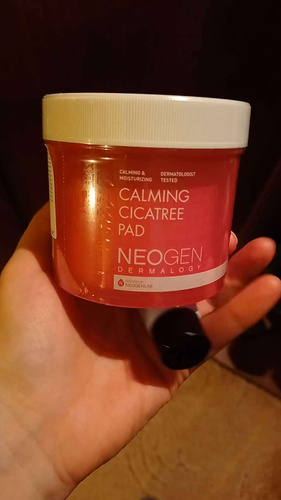 CALMING &
MOISTURIZING
DERMATOLOGIST
TESTED
CALMING
CICATREE
PAD
NEOGEN
DERMALOGY